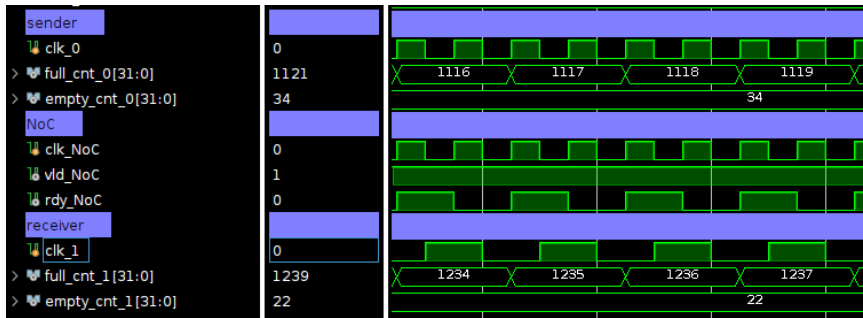 sender
clk_0 0
full_cnt_0[31:0] 1121 1116 1117 1118 1119
empty_cnt_0[31:0] 34 34
NoC
clk_NoC 0
vld_NoC 1
rdy_NoC 0
receiver
clk_1 0
full_cnt_1[31:0] 1239 1234 1235 1236 1237
empty_cnt_1[31:0] 22 22